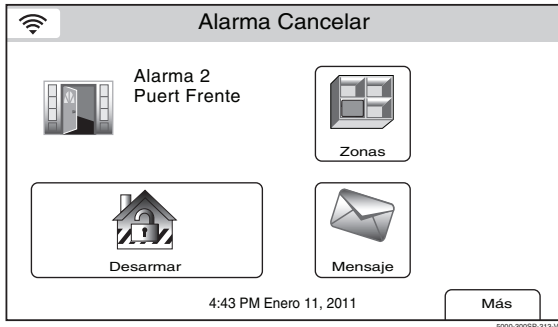 Alarma Cancelar
Alarma 2
Puert Frente
Zonas
Desarmar
Mensaje
4:43 PM Enero 11, 2011
Más